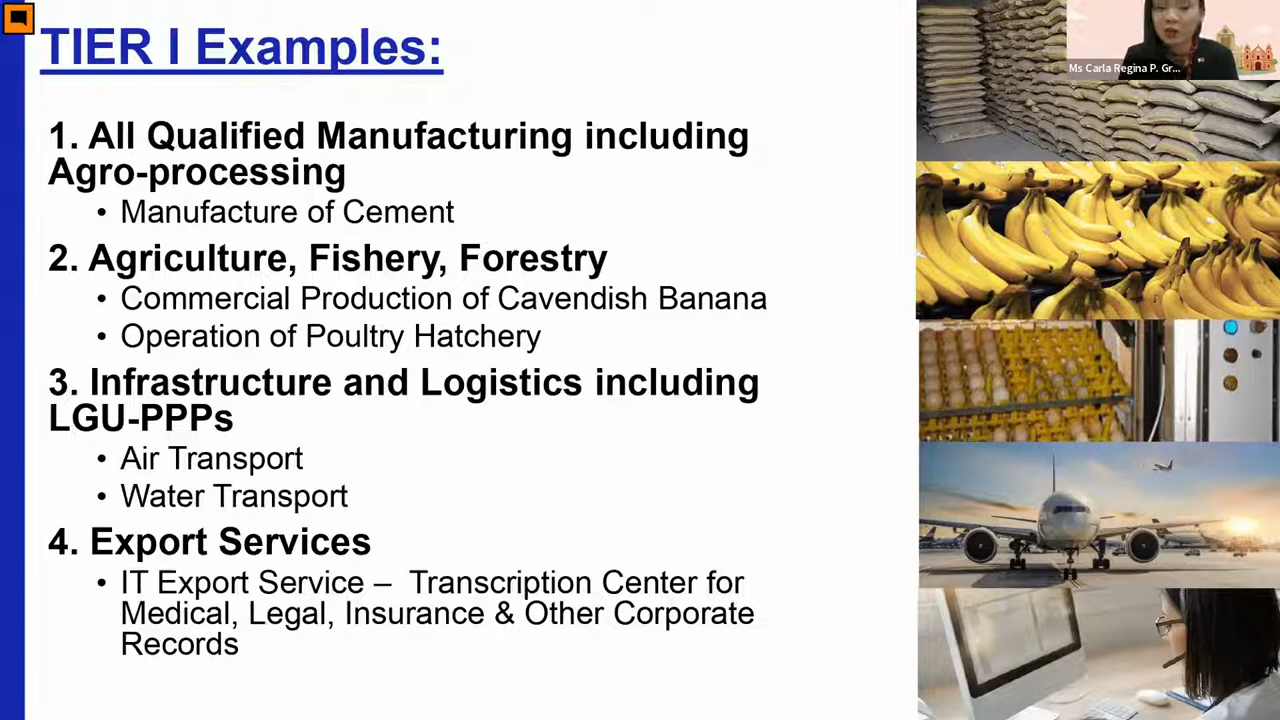 TIER I Examples:
Ms Carla Regina P. Gr...
1. All Qualified Manufacturing including
Agro-processing
• Manufacture of Cement
2. Agriculture, Fishery, Forestry
• Commercial Production of Cavendish Banana
• Operation of Poultry Hatchery
3. Infrastructure and Logistics including
LGU-PPPs
• Air Transport
• Water Transport
4. Export Services
• IT Export Service – Transcription Center for
Medical, Legal, Insurance & Other Corporate
Records